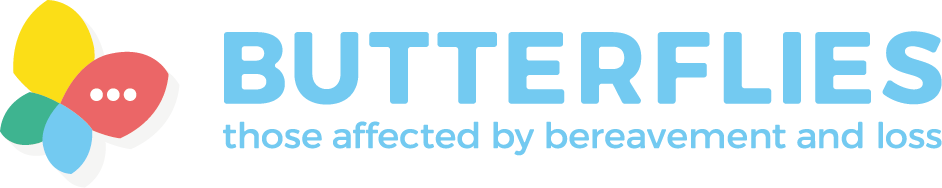 BUTTERFLIES
those affected by bereavement and loss